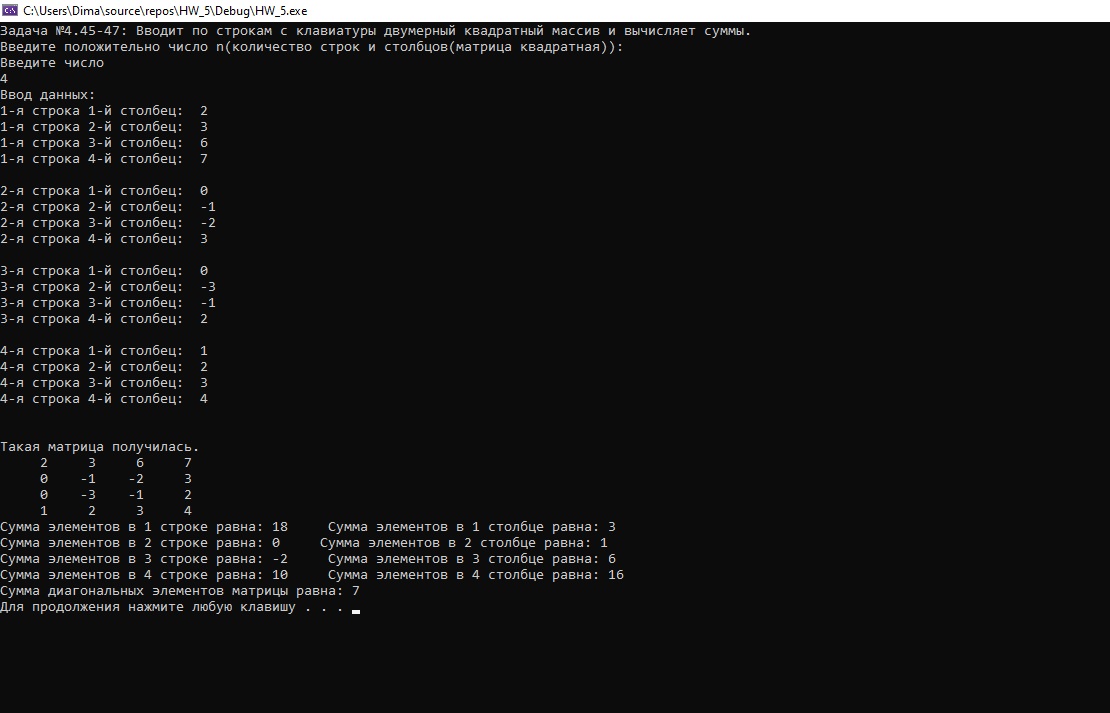 C:\Users\Dima\source\repos\HW_5\Debug\HW_5.exe
Задача №4.45-47: Вводит по строкам с клавиатуры двумерный квадратный массив и вычисляет суммы.
Введите положительно число n(количество строк и столбцов(матрица квадратная)):
Введите число
4
Ввод данных:
1-я строка 1-й столбец:  2
1-я строка 2-й столбец:  3
1-я строка 3-й столбец:  6
1-я строка 4-й столбец:  7
2-я строка 1-й столбец:  0
2-я строка 2-й столбец:  -1
2-я строка 3-й столбец:  -2
2-я строка 4-й столбец:  3
3-я строка 1-й столбец:  0
3-я строка 2-й столбец:  -3
3-я строка 3-й столбец:  -1
3-я строка 4-й столбец:  2
4-я строка 1-й столбец:  1
4-я строка 2-й столбец:  2
4-я строка 3-й столбец:  3
4-я строка 4-й столбец:  4
Такая матрица получилась.
     2     3     6     7
     0    -1    -2     3
     0    -3    -1     2
     1     2     3     4
Сумма элементов в 1 строке равна: 18     Сумма элементов в 1 столбце равна: 3
Сумма элементов в 2 строке равна: 0     Сумма элементов в 2 столбце равна: 1
Сумма элементов в 3 строке равна: -2     Сумма элементов в 3 столбце равна: 6
Сумма элементов в 4 строке равна: 10     Сумма элементов в 4 столбце равна: 16
Сумма диагональных элементов матрицы равна: 7
Для продолжения нажмите любую клавишу . . .